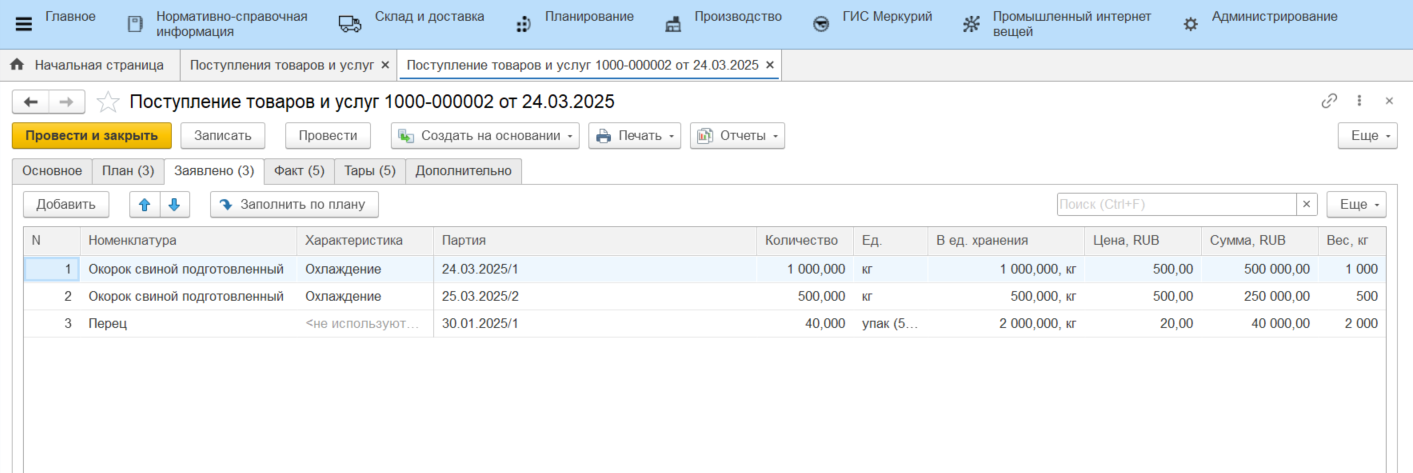 Главное
Нормативно-справочная
информация
Склад и доставка
Планирование
Производство
ГИС Меркурий
Промышленный интернет
вещей
Администрирование
Начальная страница
Поступления товаров и услуг ×
Поступление товаров и услуг 1000-000002 от 24.03.2025 ×
Поступление товаров и услуг 1000-000002 от 24.03.2025
Провести и закрыть Записать Провести Создать на основании Печать Отчеты Еще
Основное План (3) Заявлено (3) Факт (5) Тары (5) Дополнительно
Добавить Заполнить по плану Поиск (Ctrl+F) × Еще
N Номенклатура Характеристика Партия Количество Ед. В ед. хранения Цена, RUB Сумма, RUB Вес, кг
1 Окорок свиной подготовленный Охлаждение 24.03.2025/1 1 000,000 кг 1 000,000, кг 500,00 500 000,00 1 000
2 Окорок свиной подготовленный Охлаждение 25.03.2025/2 500,000 кг 500,000, кг 500,00 250 000,00 500
3 Перец <не используют... 30.01.2025/1 40,000 упак (5... 2 000,000, кг 20,00 40 000,00 2 000